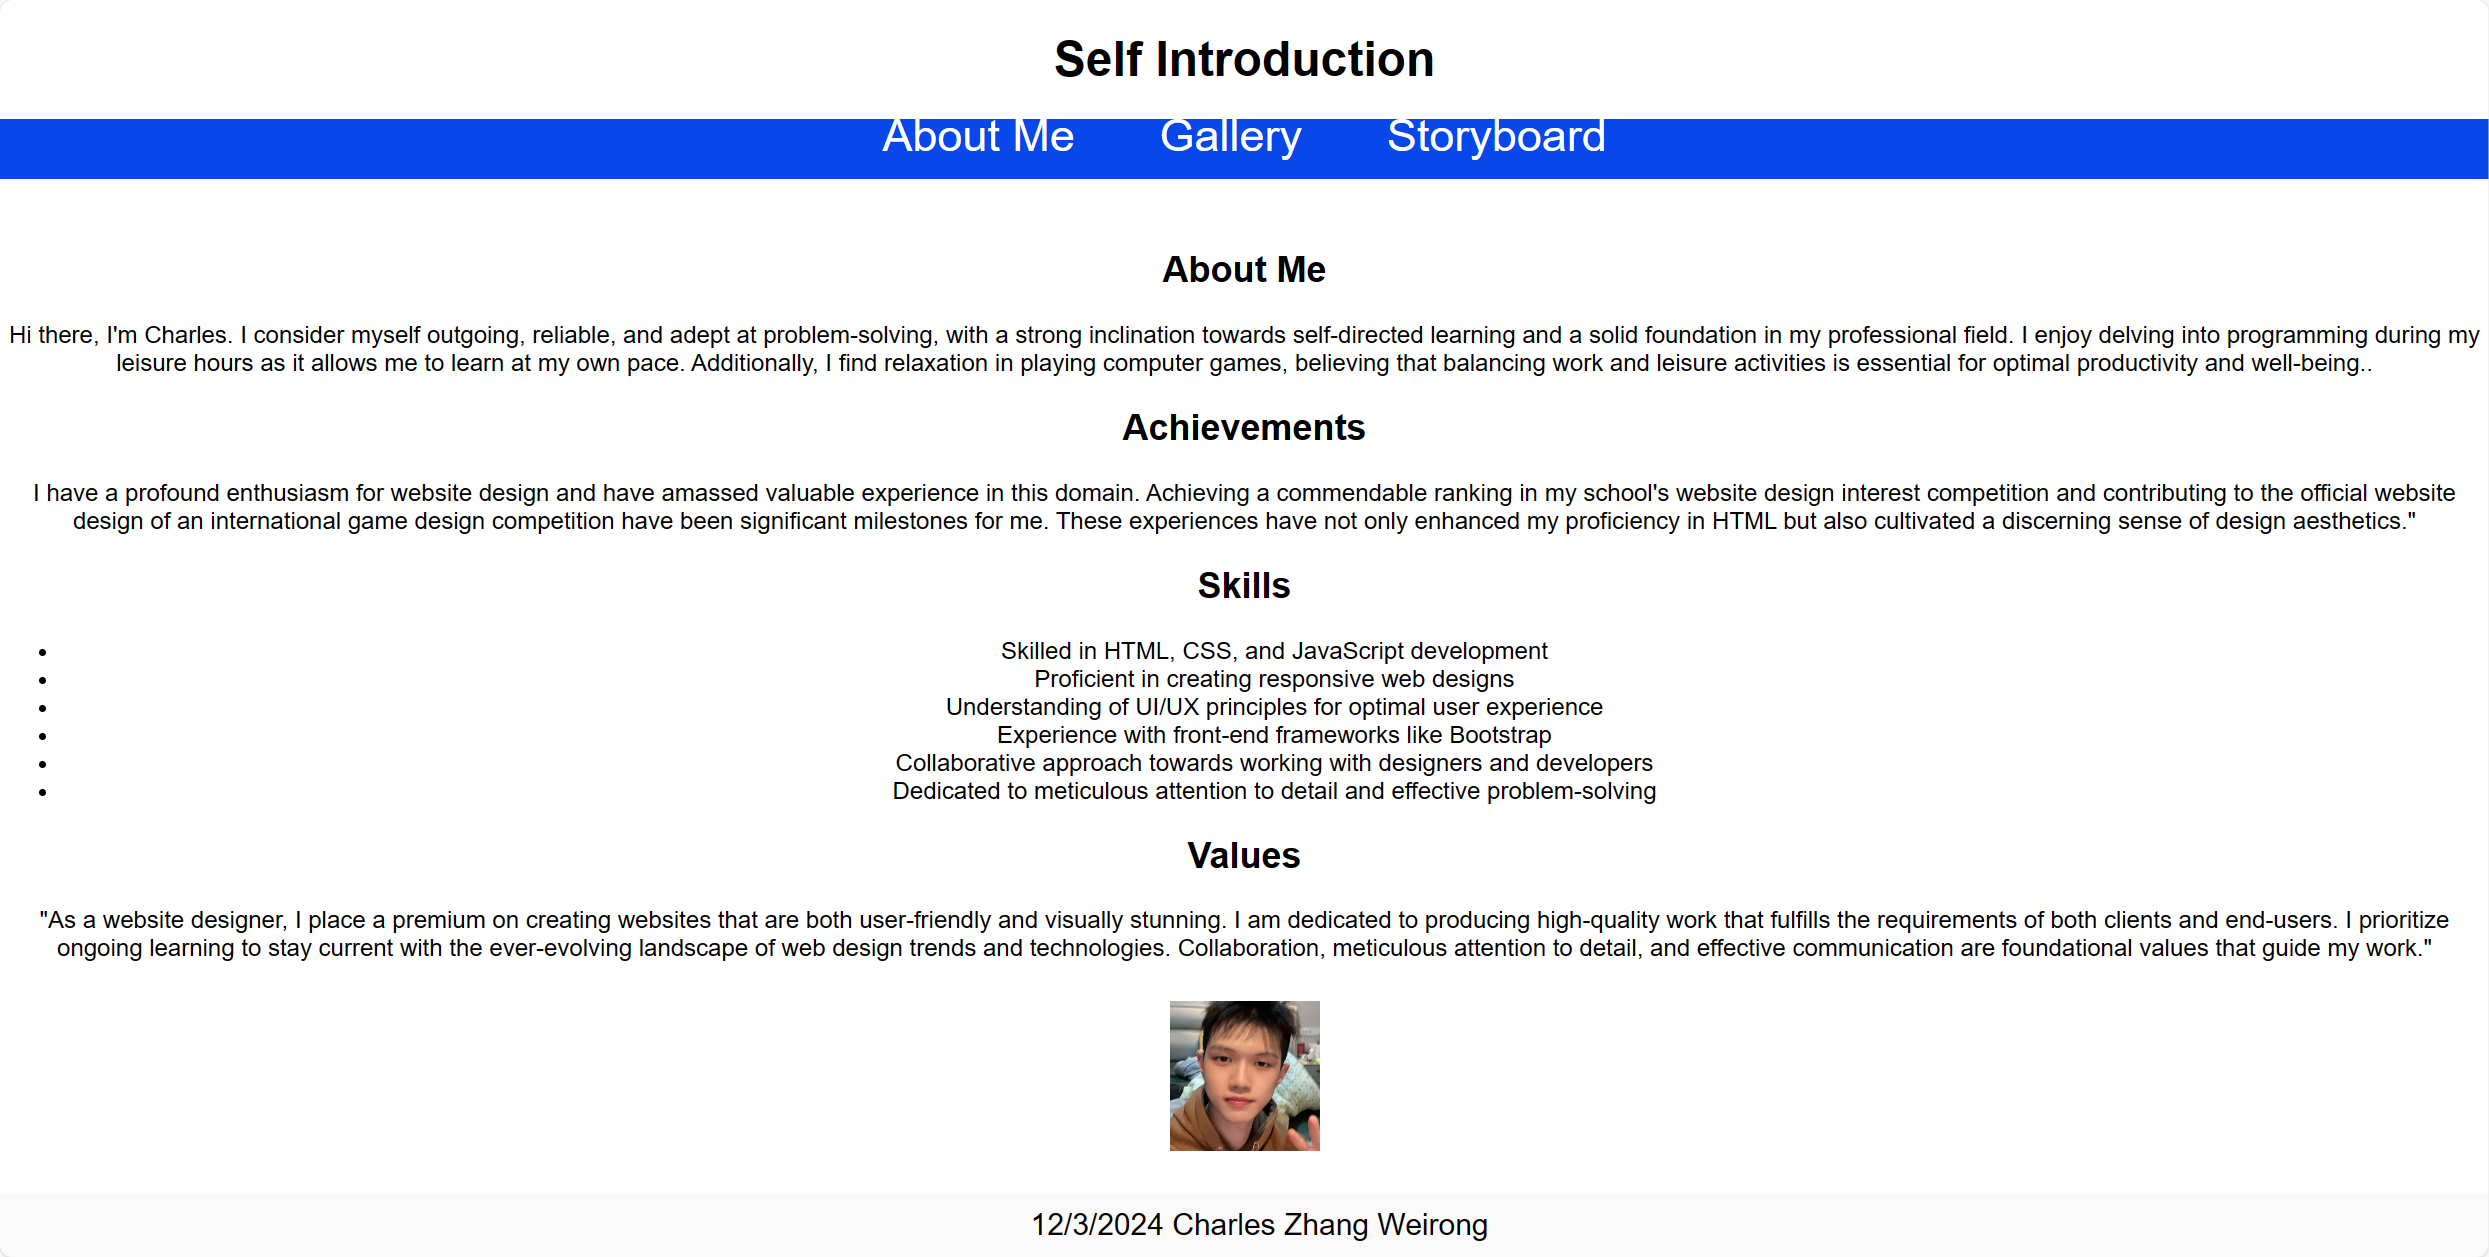 Self Introduction
About Me Gallery Storyboard
About Me
Hi there, I'm Charles. I consider myself outgoing, reliable, and adept at problem-solving, with a strong inclination towards self-directed learning and a solid foundation in my professional field. I enjoy delving into programming during my
leisure hours as it allows me to learn at my own pace. Additionally, I find relaxation in playing computer games, believing that balancing work and leisure activities is essential for optimal productivity and well-being..
Achievements
I have a profound enthusiasm for website design and have amassed valuable experience in this domain. Achieving a commendable ranking in my school's website design interest competition and contributing to the official website
design of an international game design competition have been significant milestones for me. These experiences have not only enhanced my proficiency in HTML but also cultivated a discerning sense of design aesthetics."
Skills
• Skilled in HTML, CSS, and JavaScript development
• Proficient in creating responsive web designs
• Understanding of UI/UX principles for optimal user experience
• Experience with front-end frameworks like Bootstrap
• Collaborative approach towards working with designers and developers
• Dedicated to meticulous attention to detail and effective problem-solving
Values
"As a website designer, I place a premium on creating websites that are both user-friendly and visually stunning. I am dedicated to producing high-quality work that fulfills the requirements of both clients and end-users. I prioritize
ongoing learning to stay current with the ever-evolving landscape of web design trends and technologies. Collaboration, meticulous attention to detail, and effective communication are foundational values that guide my work."
12/3/2024 Charles Zhang Weirong